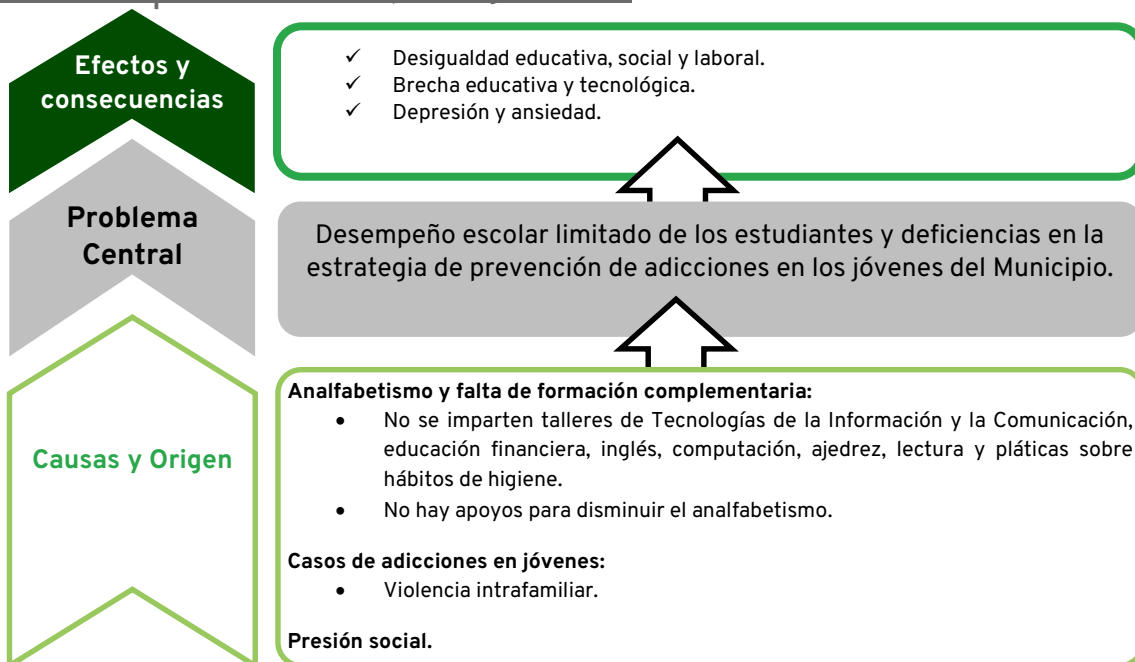 Efectos y
consecuencias
✓ Desigualdad educativa, social y laboral.
✓ Brecha educativa y tecnológica.
✓ Depresión y ansiedad.
Problema
Central
Desempeño escolar limitado de los estudiantes y deficiencias en la
estrategia de prevención de adicciones en los jóvenes del Municipio.
Causas y Origen
Analfabetismo y falta de formación complementaria:
• No se imparten talleres de Tecnologías de la Información y la Comunicación,
educación financiera, inglés, computación, ajedrez, lectura y pláticas sobre
hábitos de higiene.
• No hay apoyos para disminuir el analfabetismo.
Casos de adicciones en jóvenes:
• Violencia intrafamiliar.
Presión social.